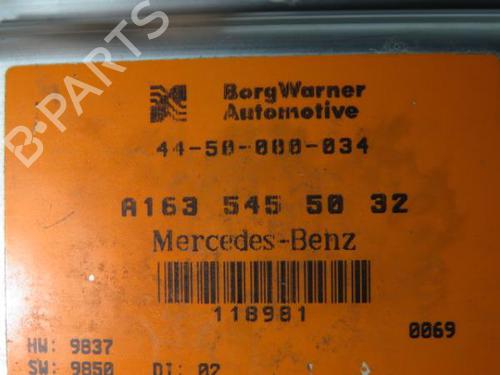 BorgWarner
Automotive
44-50-000-034
A163 545 50 32
Mercedes-Benz
118981
0069
HW: 9837
SW: 9850 DI: 02
B-PARTS